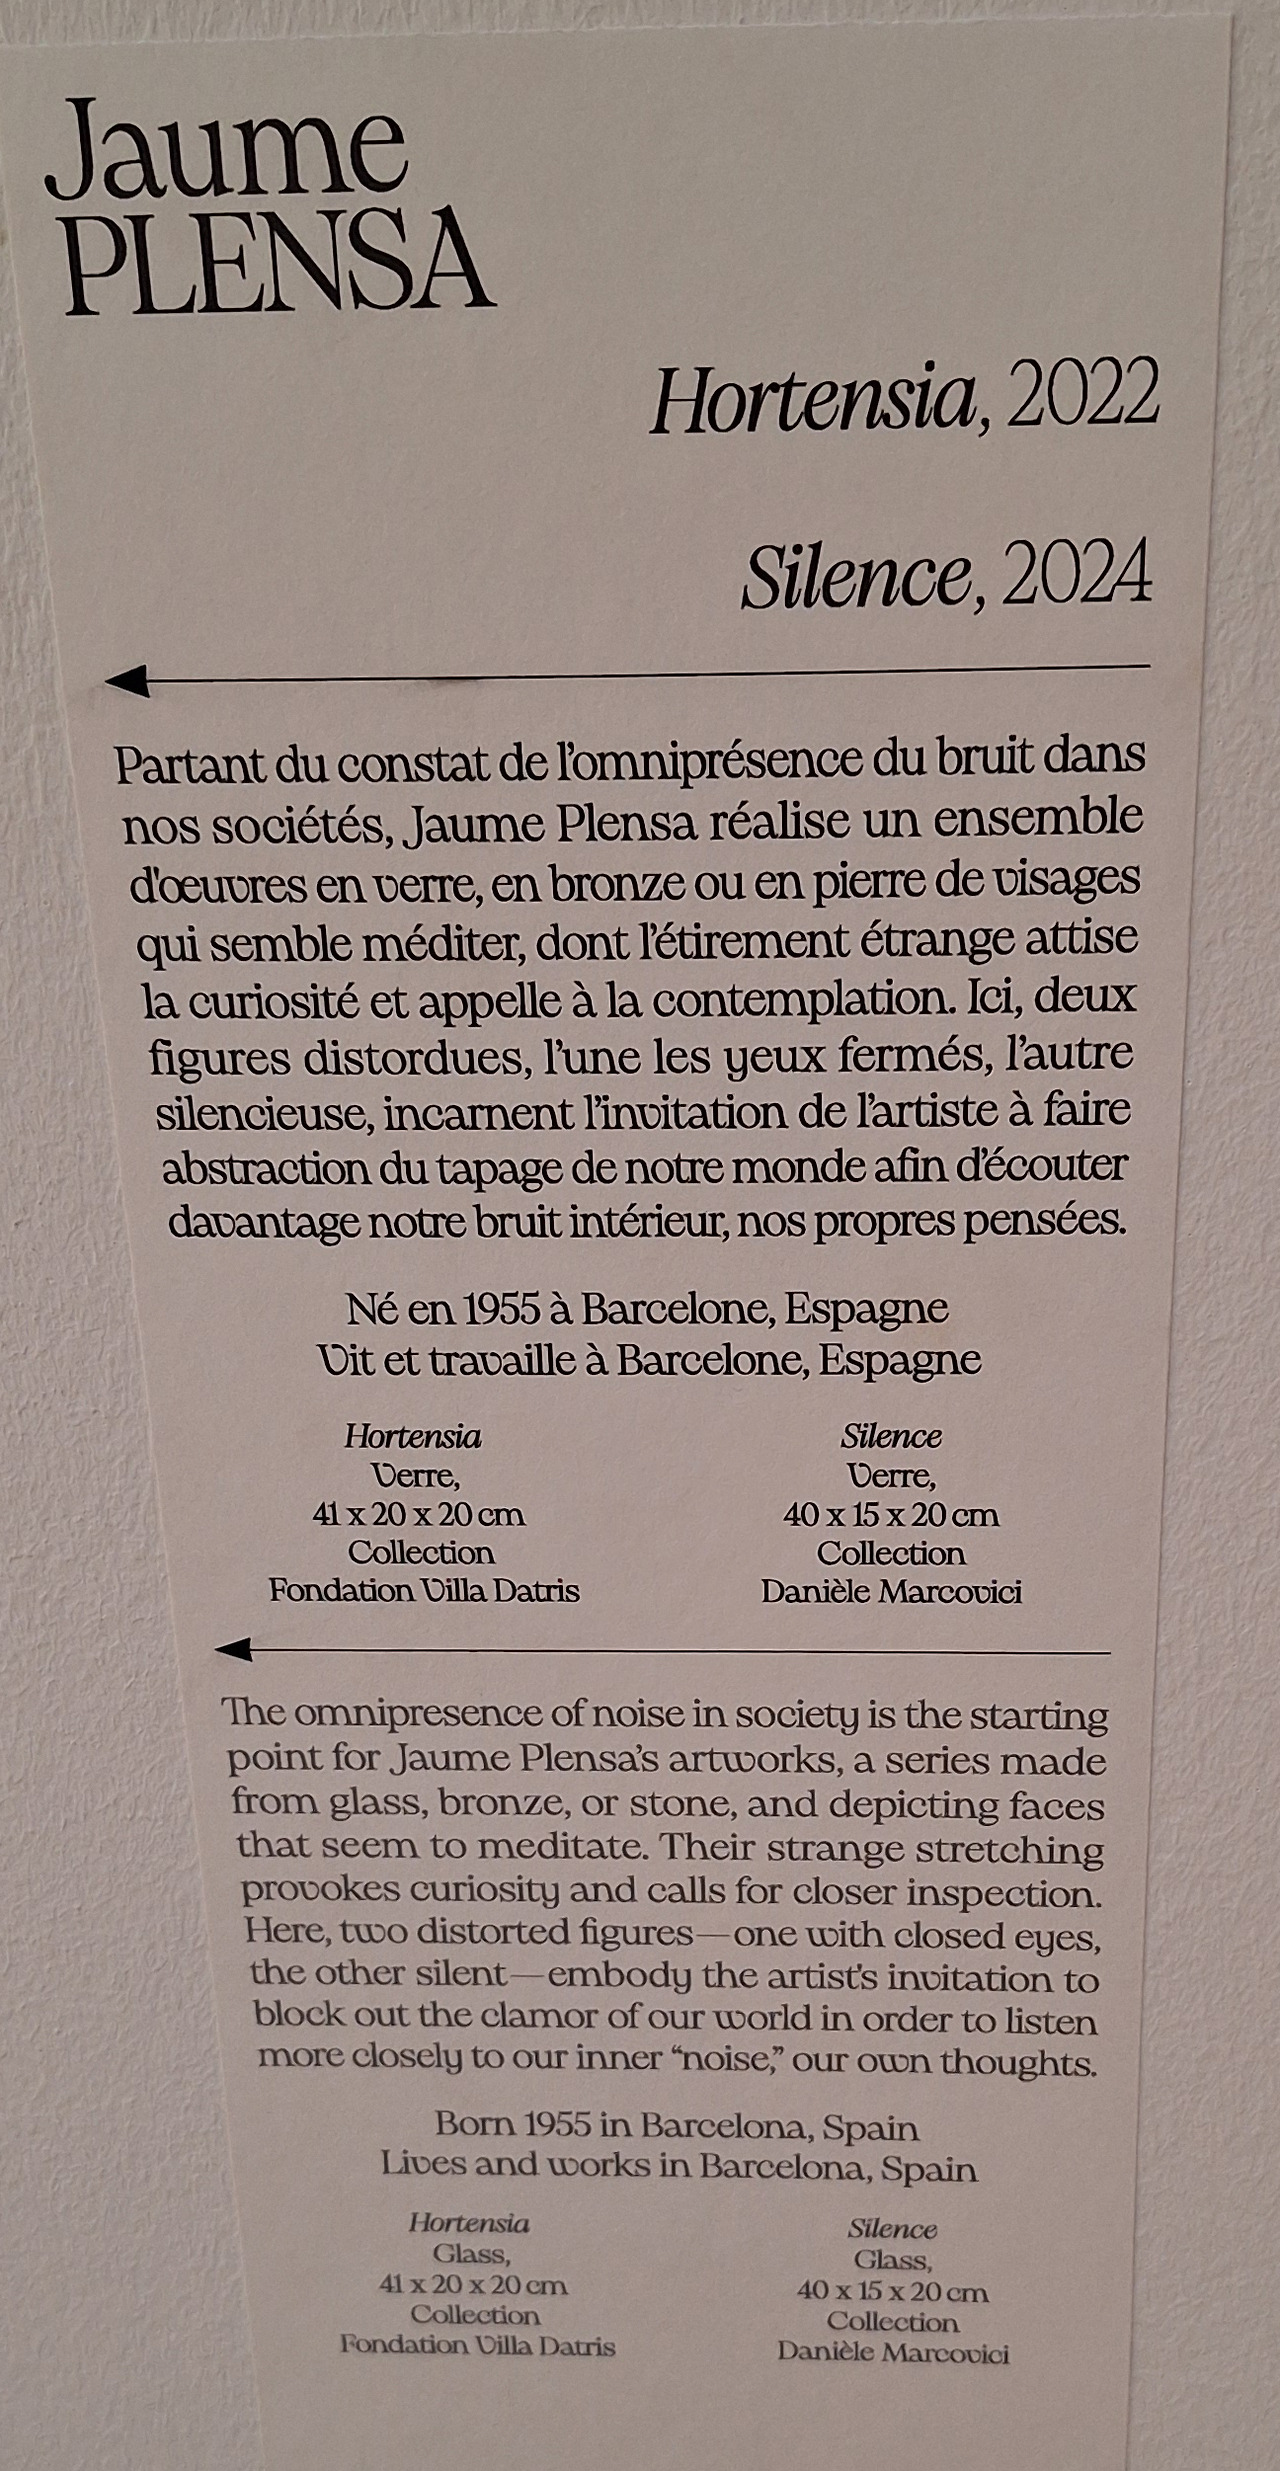 Jaume
PLENSA
Hortensia, 2022
Silence, 2024
Partant du constat de l’omniprésence du bruit dans
nos sociétés, Jaume Plensa réalise un ensemble
d'œuvres en verre, en bronze ou en pierre de visages
qui semble méditer, dont l’étirement étrange attise
la curiosité et appelle à la contemplation. Ici, deux
figures distordues, l’une les yeux fermés, l’autre
silencieuse, incarnent l’invitation de l’artiste à faire
abstraction du tapage de notre monde afin d’écouter
davantage notre bruit intérieur, nos propres pensées.
Né en 1955 à Barcelone, Espagne
Vit et travaille à Barcelone, Espagne
Hortensia
Verre,
41 x 20 x 20 cm
Collection
Fondation Villa Datris
Silence
Verre,
40 x 15 x 20 cm
Collection
Danièle Marcovici
The omnipresence of noise in society is the starting
point for Jaume Plensa’s artworks, a series made
from glass, bronze, or stone, and depicting faces
that seem to meditate. Their strange stretching
provokes curiosity and calls for closer inspection.
Here, two distorted figures—one with closed eyes,
the other silent—embody the artist’s invitation to
block out the clamor of our world in order to listen
more closely to our inner “noise,” our own thoughts.
Born 1955 in Barcelona, Spain
Lives and works in Barcelona, Spain
Hortensia
Glass,
41 x 20 x 20 cm
Collection
Fondation Villa Datris
Silence
Glass,
40 x 15 x 20 cm
Collection
Danièle Marcovici